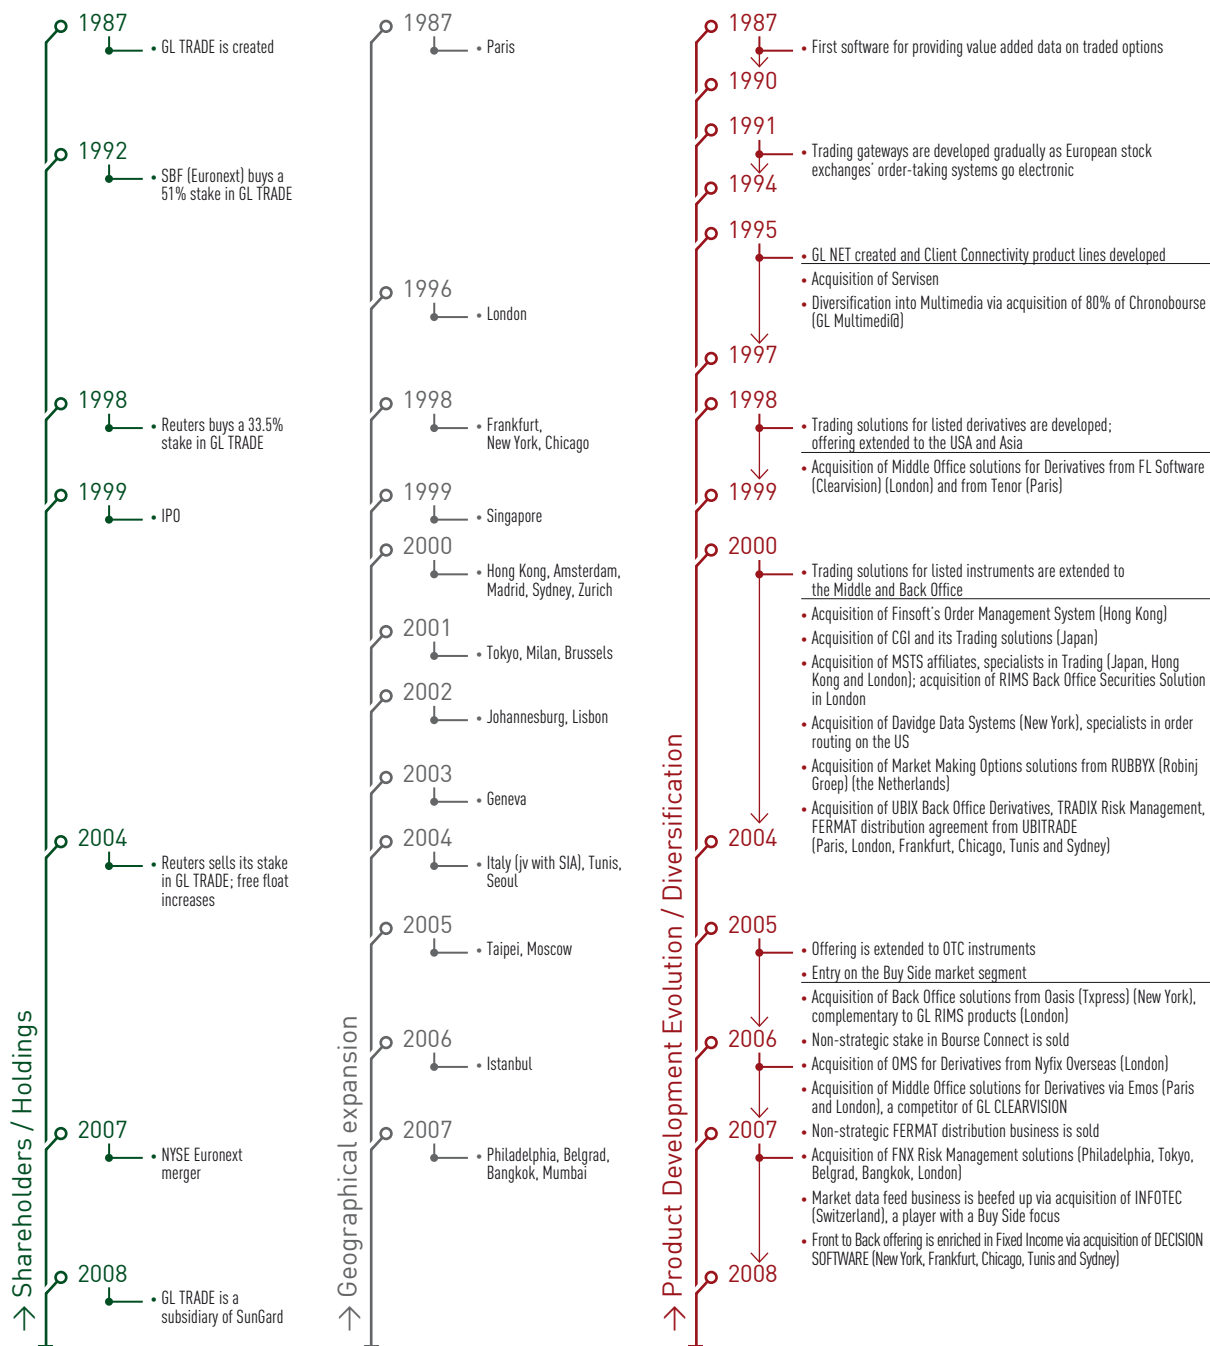 1987
• GL TRADE is created
1992
• SBF (Euronext) buys a
51% stake in GL TRADE
1998
• Reuters buys a 33.5%
stake in GL TRADE
1999
• IPO
2004
• Reuters sells its stake
in GL TRADE; free float
increases
2007
• NYSE Euronext
merger
2008
• GL TRADE is a
subsidiary of SunGard
→ Shareholders / Holdings
1987
• Paris
1996
• London
1998
• Frankfurt,
New York, Chicago
1999
• Singapore
2000
• Hong Kong, Amsterdam,
Madrid, Sydney, Zurich
2001
• Tokyo, Milan, Brussels
2002
• Johannesburg, Lisbon
2003
• Geneva
2004
• Italy (jv with SIA), Tunis,
Seoul
2005
• Taipei, Moscow
2006
• Istanbul
2007
• Philadelphia, Belgrad,
Bangkok, Mumbai
→ Geographical expansion
1987
• First software for providing value added data on traded options
1990
1991
• Trading gateways are developed gradually as European stock
exchanges' order-taking systems go electronic
1994
1995
• GL NET created and Client Connectivity product lines developed
• Acquisition of Servisen
• Diversification into Multimedia via acquisition of 80% of Chronobourse
(GL Multimedi@)
1997
1998
• Trading solutions for listed derivatives are developed;
offering extended to the USA and Asia
• Acquisition of Middle Office solutions for Derivatives from FL Software
(Clearvision) (London) and from Tenor (Paris)
1999
2000
• Trading solutions for listed instruments are extended to
the Middle and Back Office
• Acquisition of Finsoft's Order Management System (Hong Kong)
• Acquisition of CGI and its Trading solutions (Japan)
• Acquisition of MSTS affiliates, specialists in Trading (Japan, Hong
Kong and London); acquisition of RIMS Back Office Securities Solution
in London
• Acquisition of Davidge Data Systems (New York), specialists in order
routing on the US
• Acquisition of Market Making Options solutions from RUBBYX (Robinj
Groep) (the Netherlands)
• Acquisition of UBIX Back Office Derivatives, TRADIX Risk Management,
FERMAT distribution agreement from UBITRADE
(Paris, London, Frankfurt, Chicago, Tunis and Sydney)
2004
2005
• Offering is extended to OTC instruments
• Entry on the Buy Side market segment
• Acquisition of Back Office solutions from Oasis (Txpress) (New York),
complementary to GL RIMS products (London)
• Non-strategic stake in Bourse Connect is sold
2006
• Acquisition of OMS for Derivatives from Nyfix Overseas (London)
• Acquisition of Middle Office solutions for Derivatives via Emos (Paris
and London), a competitor of GL CLEARVISION
• Non-strategic FERMAT distribution business is sold
2007
• Acquisition of FNX Risk Management solutions (Philadelphia, Tokyo,
Belgrad, Bangkok, London)
• Market data feed business is beefed up via acquisition of INFOTEC
(Switzerland), a player with a Buy Side focus
• Front to Back offering is enriched in Fixed Income via acquisition of DECISION
SOFTWARE (New York, Frankfurt, Chicago, Tunis and Sydney)
2008
→ Product Development Evolution / Diversification